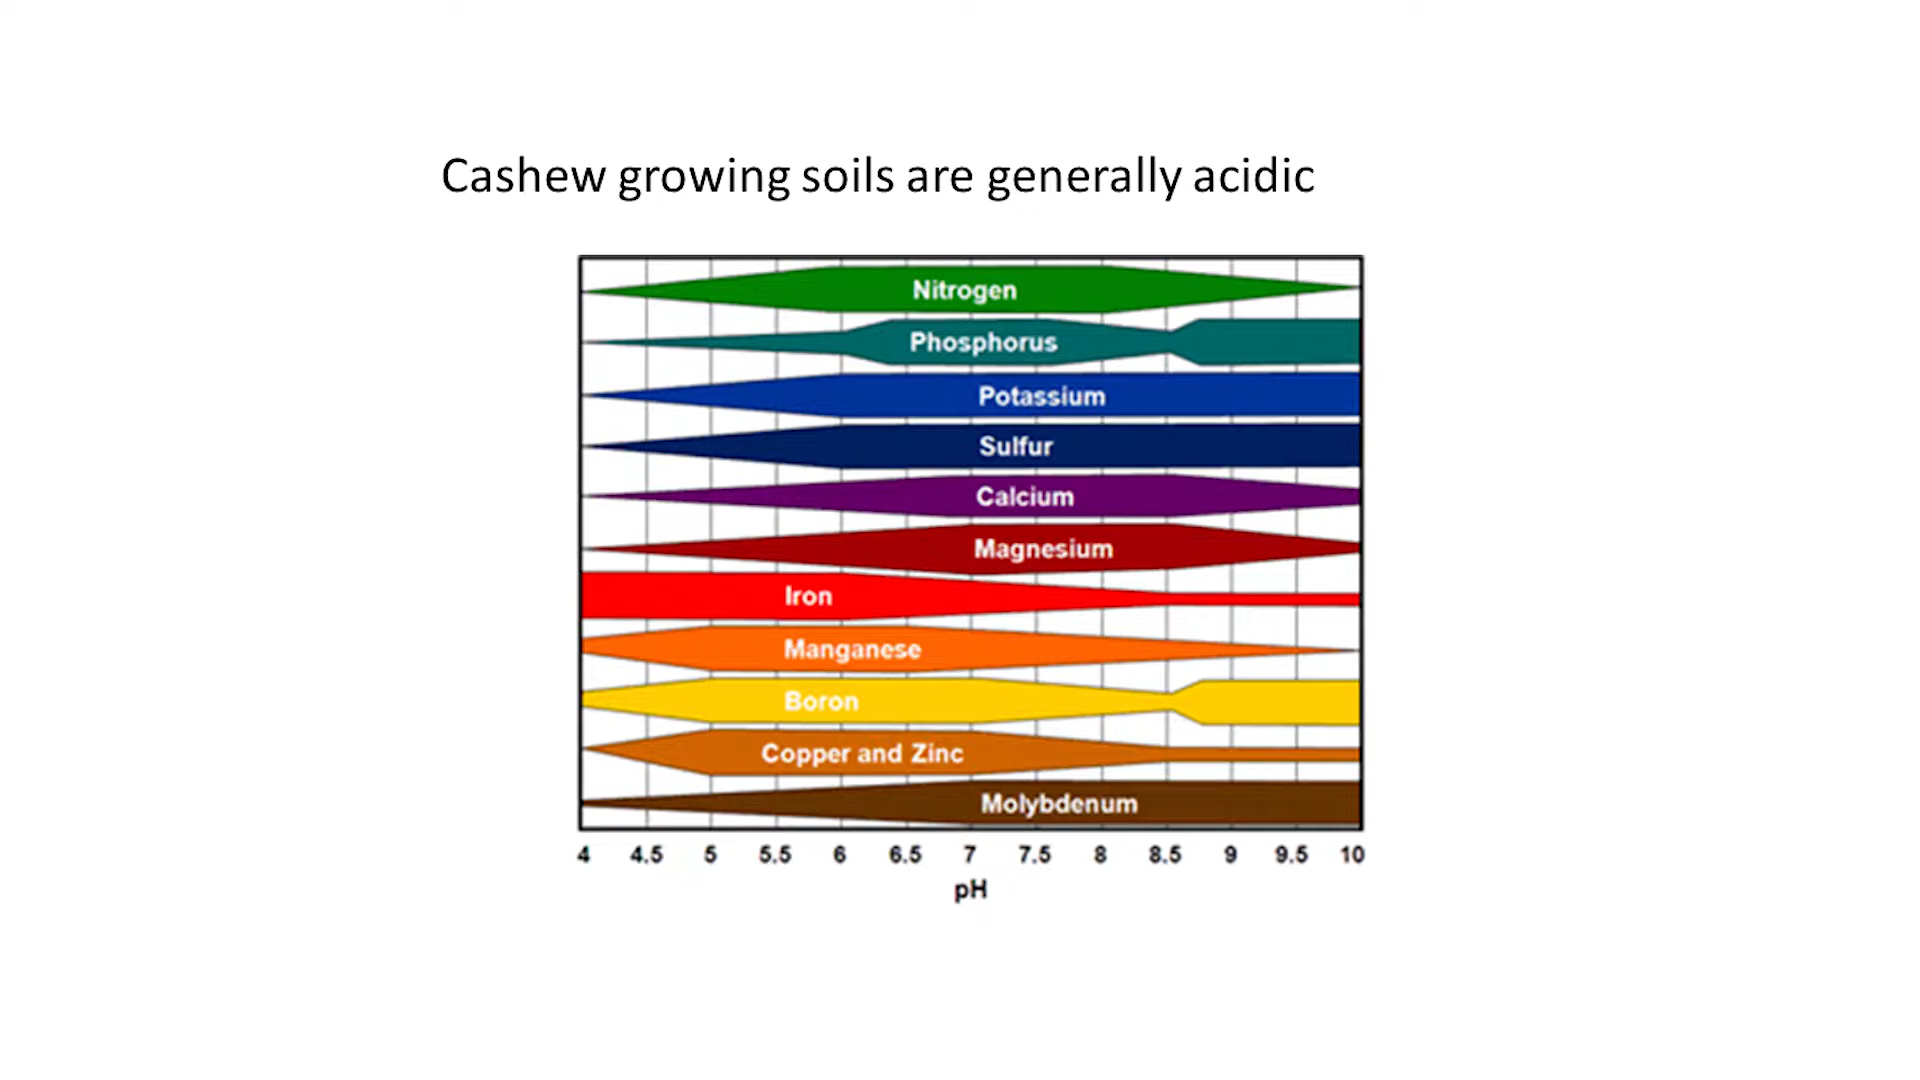 Cashew growing soils are generally acidic
Nitrogen
Phosphorus
Potassium
Sulfur
Calcium
Magnesium
Iron
Manganese
Boron
Copper and Zinc
Molybdenum
4 4.5 5 5.5 6 6.5 7 7.5 8 8.5 9 9.5 10
pH